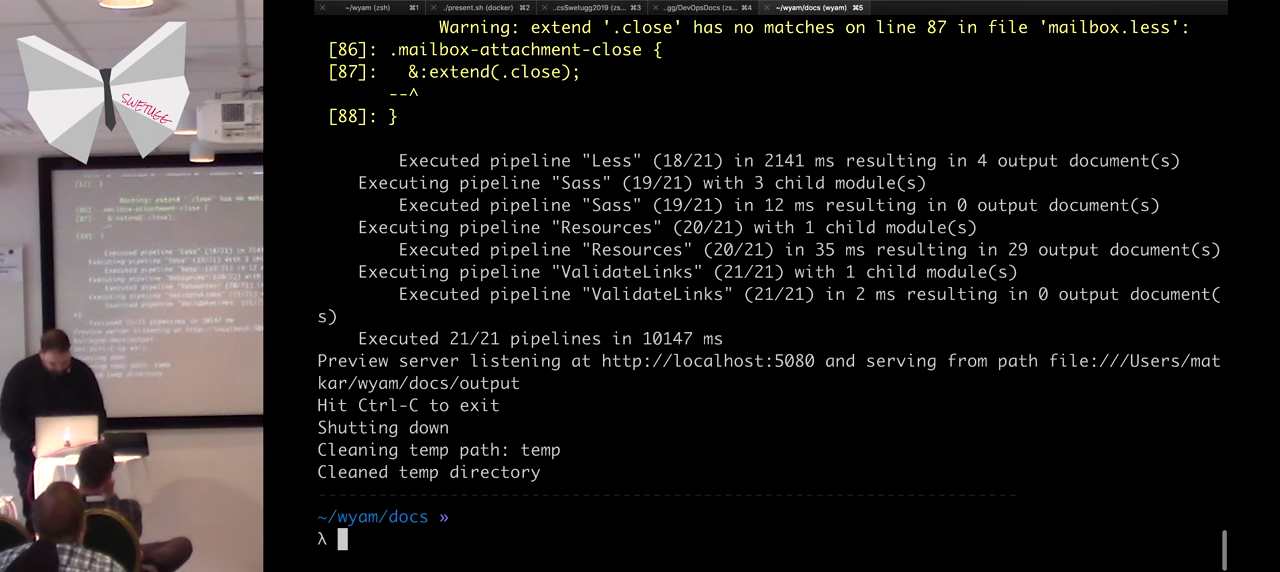 ~/wyam (zsh) ⌘1 × ./present.sh (docker) ⌘2 × ..csSwetugg2019 (zs... ⌘3 × ..gg/DevOpsDocs (zs... ⌘4 × ~/wyam/docs (wyam) ⌘5
SWETUGG
Warning: extend '.close' has no matches on line 87 in file 'mailbox.less':
[86]: .mailbox-attachment-close {
[87]:   &:extend(.close);
--^
[88]: }
Executed pipeline "Less" (18/21) in 2141 ms resulting in 4 output document(s)
Executing pipeline "Sass" (19/21) with 3 child module(s)
Executed pipeline "Sass" (19/21) in 12 ms resulting in 0 output document(s)
Executing pipeline "Resources" (20/21) with 1 child module(s)
Executed pipeline "Resources" (20/21) in 35 ms resulting in 29 output document(s)
Executing pipeline "ValidateLinks" (21/21) with 1 child module(s)
Executed pipeline "ValidateLinks" (21/21) in 2 ms resulting in 0 output document(
s)
Executed 21/21 pipelines in 10147 ms
Preview server listening at http://localhost:5080 and serving from path file:///Users/mat
kar/wyam/docs/output
Hit Ctrl-C to exit
Shutting down
Cleaning temp path: temp
Cleaned temp directory
~/wyam/docs »
λ